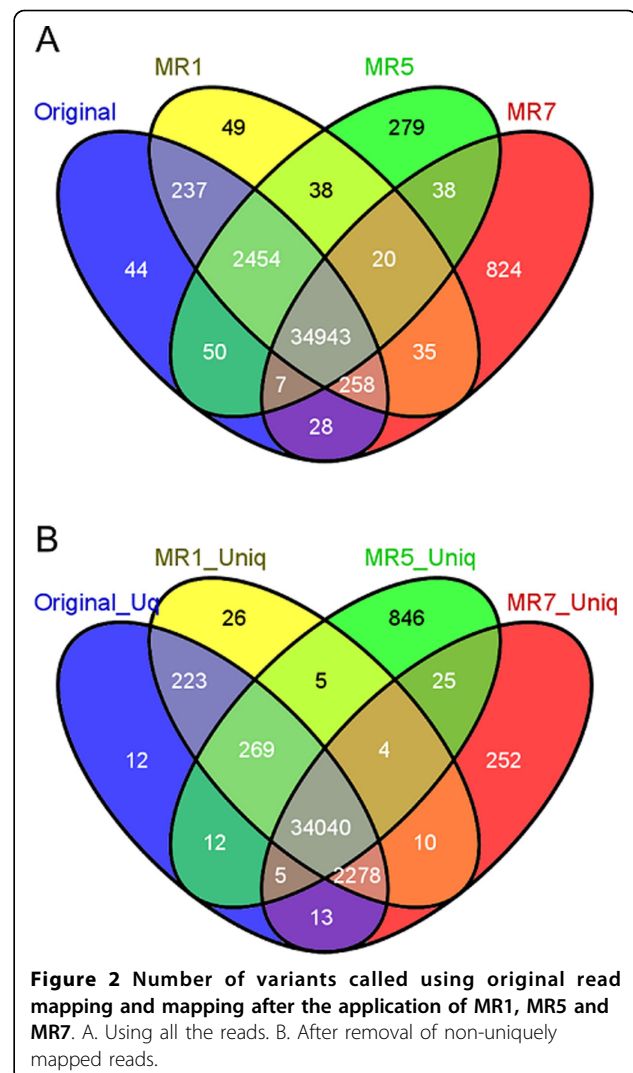 A
MR1
MR5
Original
MR7
49
279
237
38
38
44
2454
20
824
34943
50
35
7
258
28
B
MR1_Uniq
MR5_Uniq
Original_Uq
MR7_Uniq
26
846
223
5
25
12
269
4
252
34040
12
10
5
2278
13
Figure 2 Number of variants called using original read
mapping and mapping after the application of MR1, MR5 and
MR7. A. Using all the reads. B. After removal of non-uniquely
mapped reads.